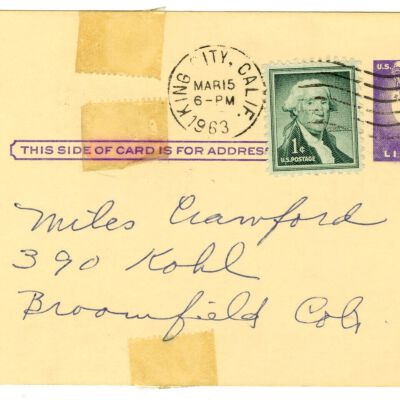 KING CITY, CALIF.
MAR 15
6-PM
1963
U.S.
1¢
U.S. POSTAGE
LI
THIS SIDE OF CARD IS FOR ADDRESS
Miles Crawford
390 Kohl
Broomfield Colo.